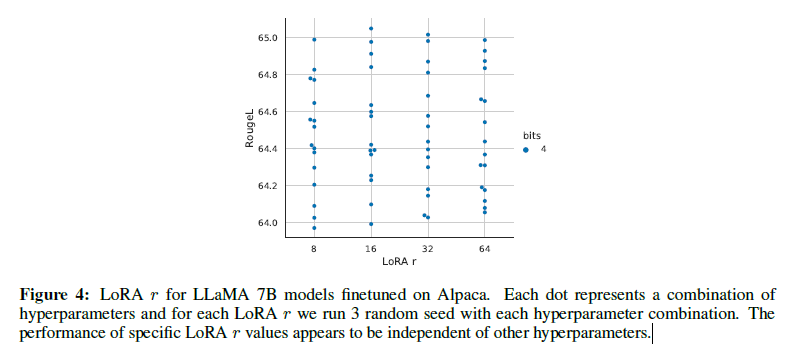 65.0
64.8
64.6
64.4
64.2
64.0
RougeL
8 16 32 64
LoRA r
bits
4
Figure 4: LoRA r for LLaMA 7B models finetuned on Alpaca. Each dot represents a combination of
hyperparameters and for each LoRA r we run 3 random seed with each hyperparameter combination. The
performance of specific LoRA r values appears to be independent of other hyperparameters.